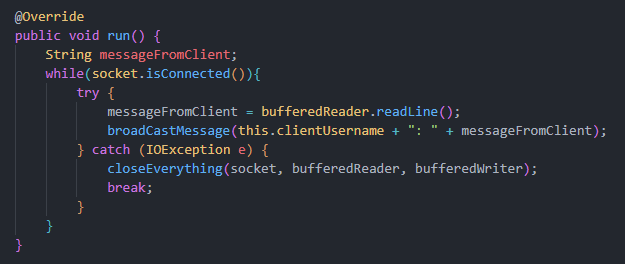 @Override
public void run() {
    String messageFromClient;
    while(socket.isConnected()){
        try {
            messageFromClient = bufferedReader.readLine();
            broadCastMessage(this.clientUsername + ": " + messageFromClient);
        } catch (IOException e) {
            closeEverything(socket, bufferedReader, bufferedWriter);
            break;
        }
    }
}